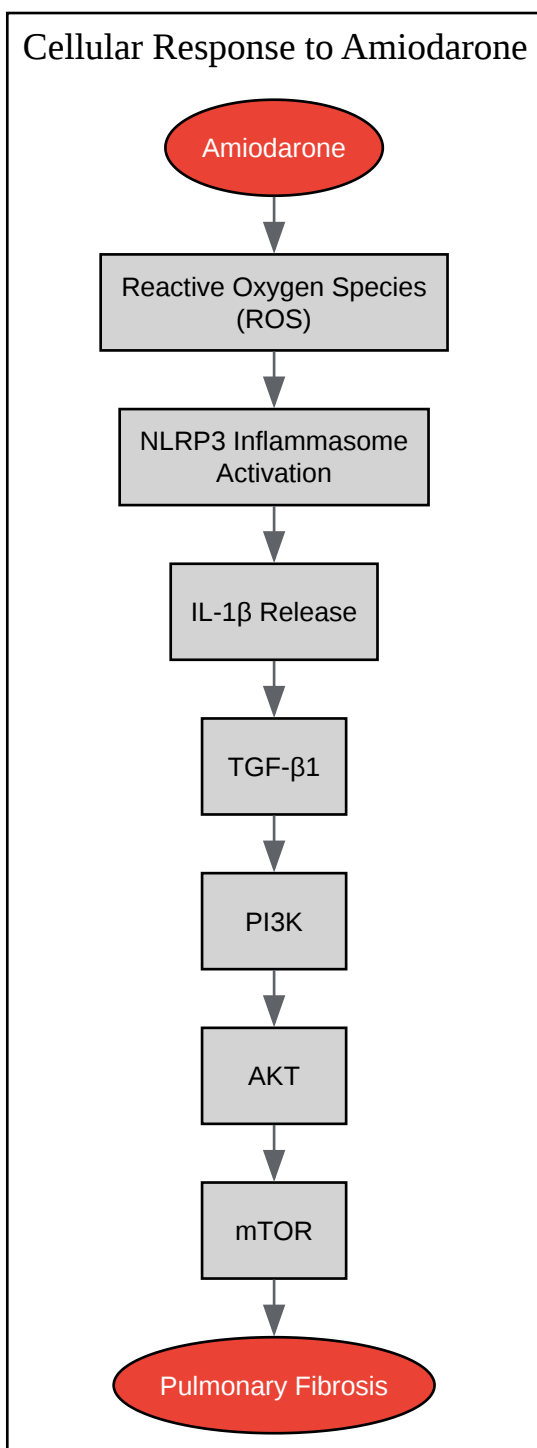 Cellular Response to Amiodarone
Amiodarone
Reactive Oxygen Species
(ROS)
NLRP3 Inflammasome
Activation
IL-1β Release
TGF-β1
PI3K
AKT
mTOR
Pulmonary Fibrosis